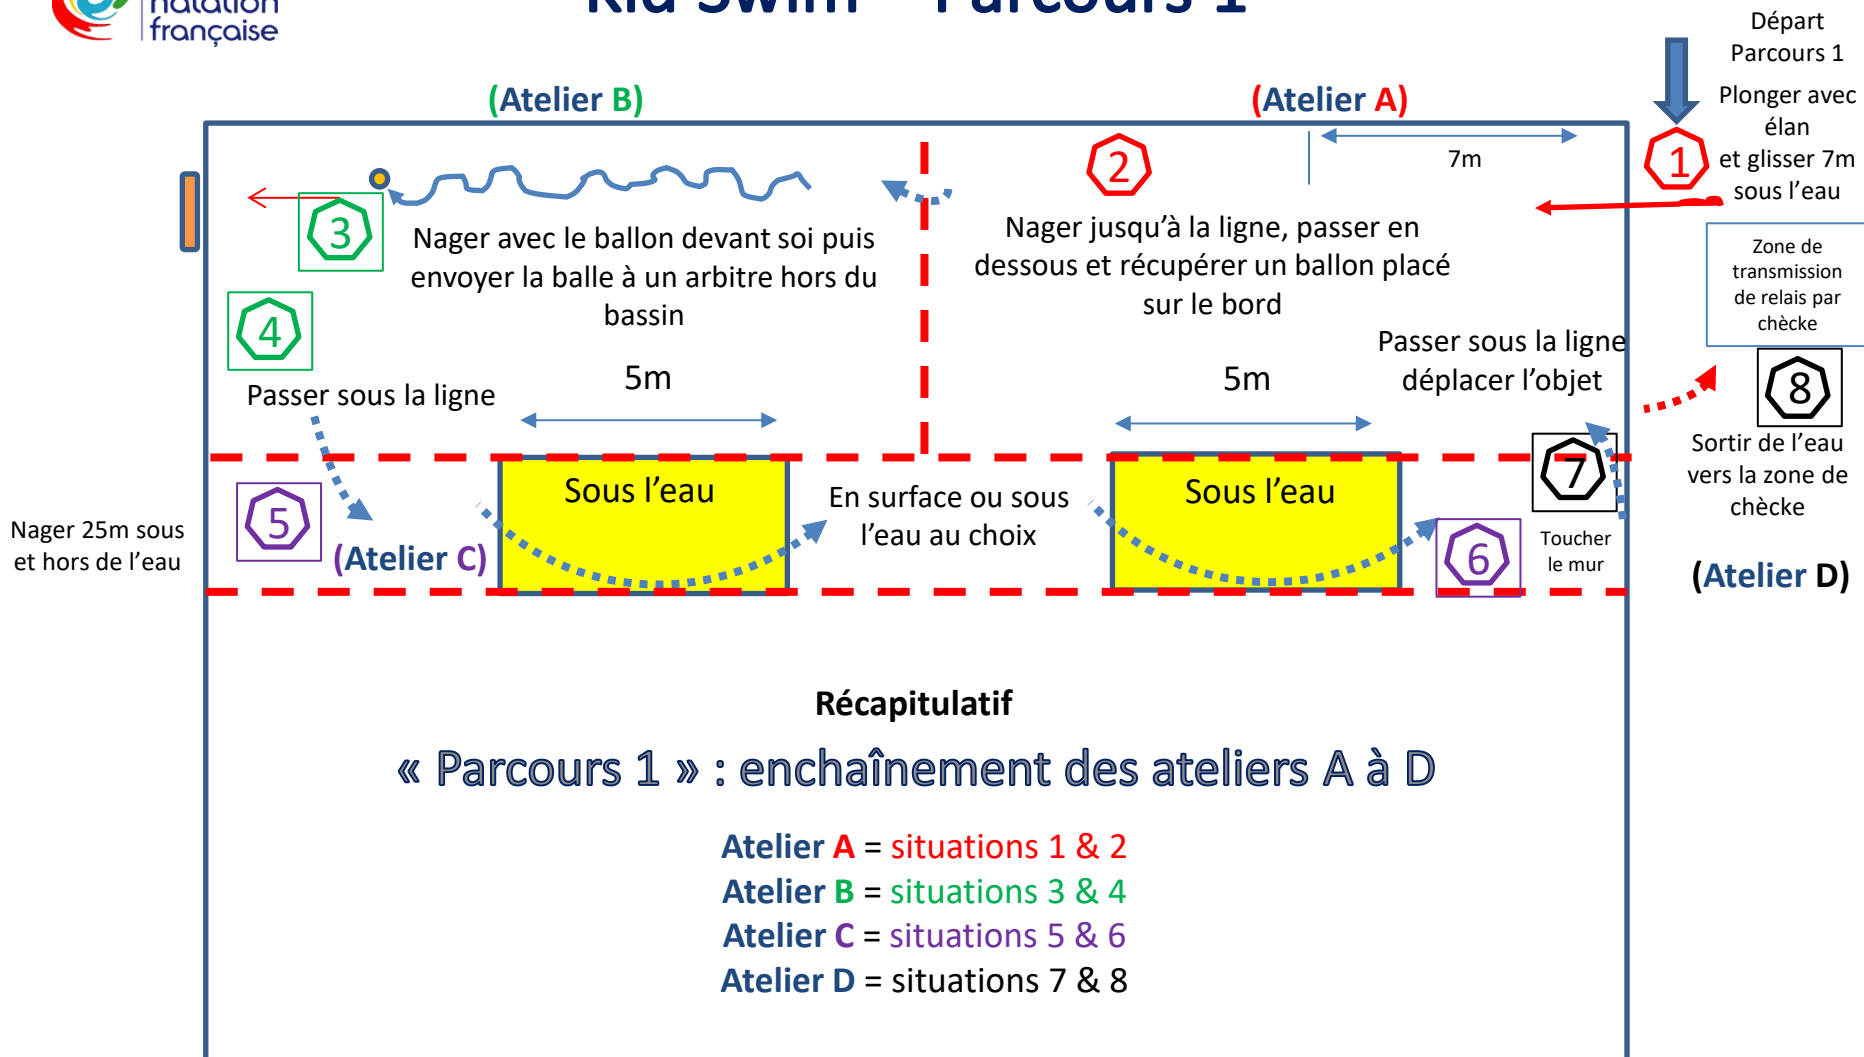 natation
française
Kid Swim – Parcours 1
Départ
Parcours 1
Plonger avec
élan
et glisser 7m
sous l’eau
(Atelier B)
(Atelier A)
1
2
7m
3
Nager avec le ballon devant soi puis
envoyer la balle à un arbitre hors du
bassin
Nager jusqu’à la ligne, passer en
dessous et récupérer un ballon placé
sur le bord
Zone de
transmission
de relais par
chècke
4
Passer sous la ligne
5m
5m
Passer sous la ligne
déplacer l’objet
8
Sortir de l’eau
vers la zone de
chècke
Nager 25m sous
et hors de l’eau
5
(Atelier C)
Sous l’eau
En surface ou sous
l’eau au choix
Sous l’eau
6
7
Toucher
le mur
(Atelier D)
Récapitulatif
« Parcours 1 » : enchaînement des ateliers A à D
Atelier A = situations 1 & 2
Atelier B = situations 3 & 4
Atelier C = situations 5 & 6
Atelier D = situations 7 & 8